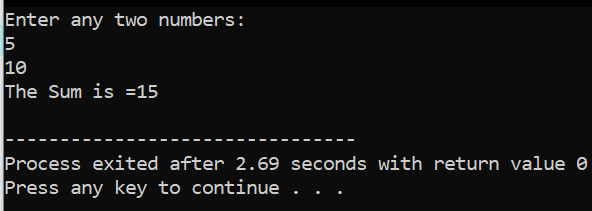 Enter any two numbers:
5
10
The Sum is =15
--------------------------------
Process exited after 2.69 seconds with return value 0
Press any key to continue . . .